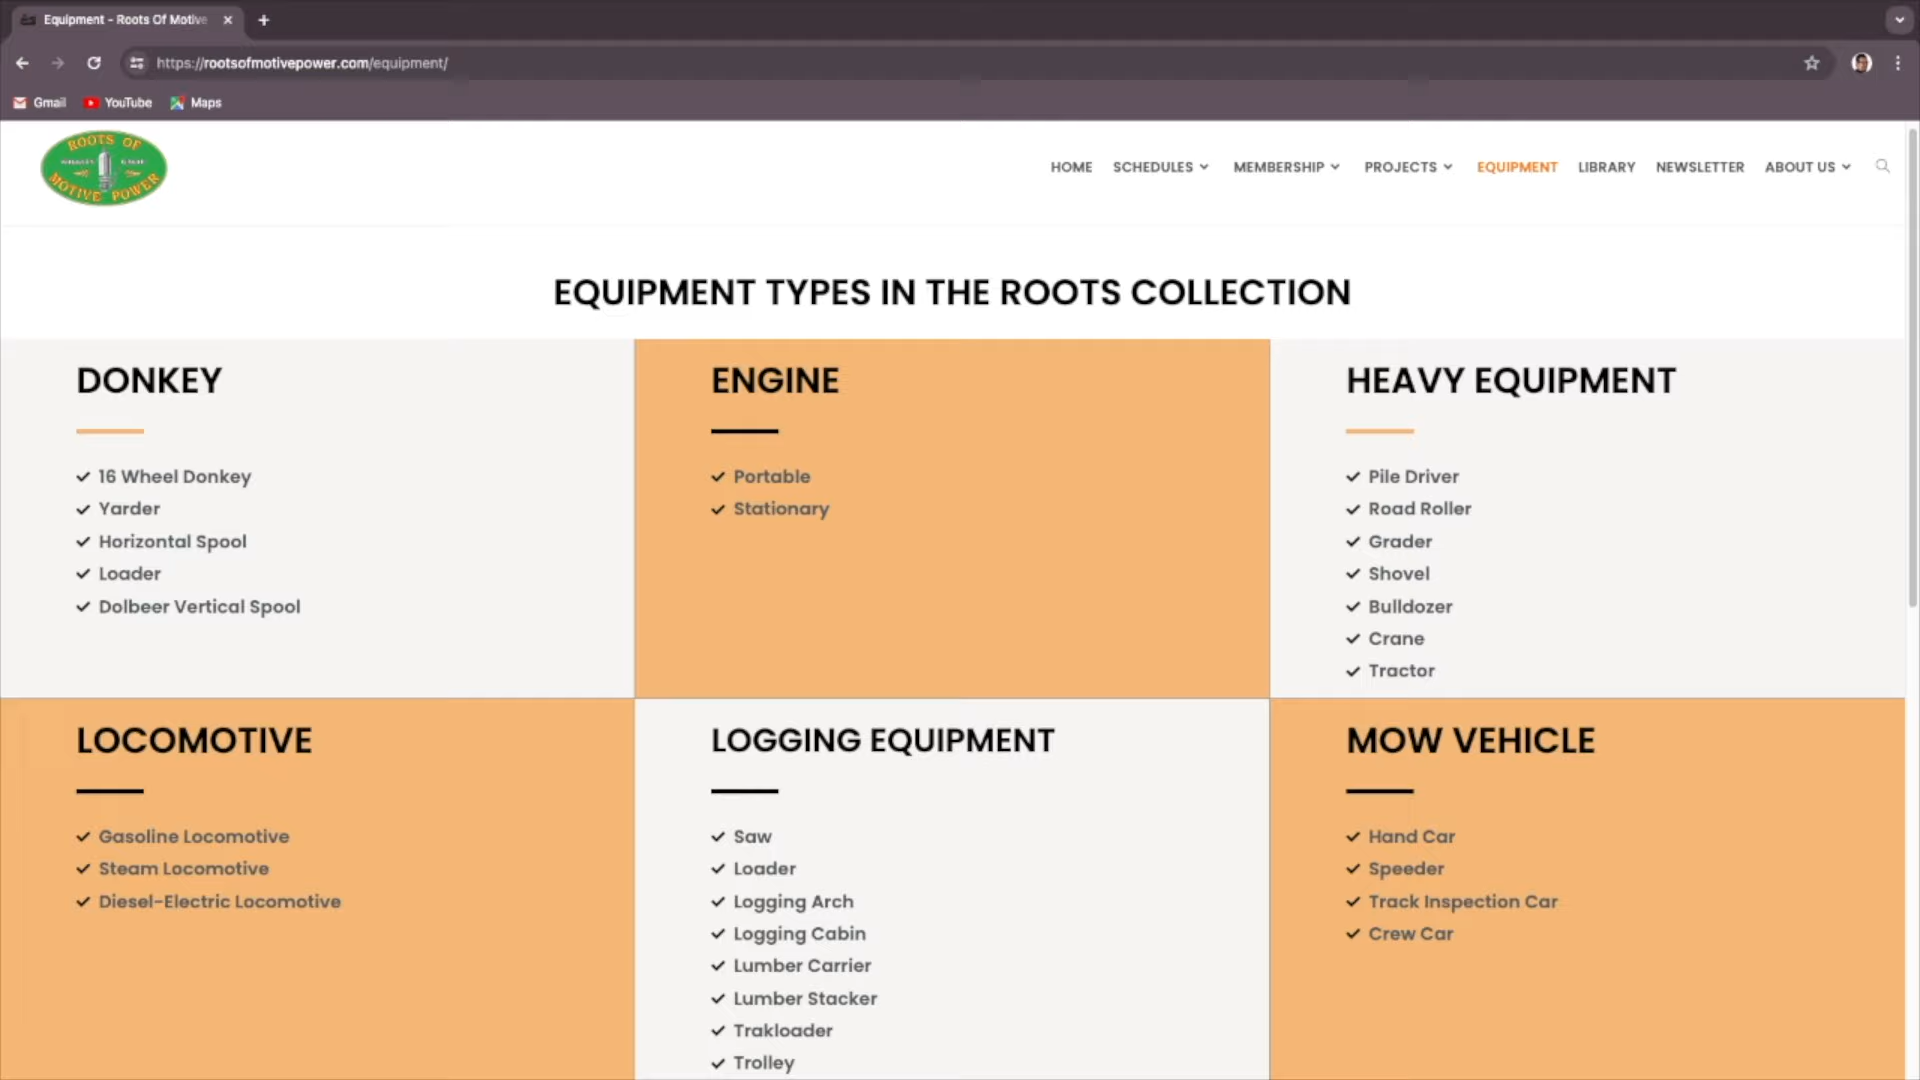 Equipment - Roots Of Motive
https://rootsofmotivepower.com/equipment/
Gmail
YouTube
Maps
ROOTS OF
MOTIVE POWER
HOME
SCHEDULES
MEMBERSHIP
PROJECTS
EQUIPMENT
LIBRARY
NEWSLETTER
ABOUT US
EQUIPMENT TYPES IN THE ROOTS COLLECTION
DONKEY
16 Wheel Donkey
Yarder
Horizontal Spool
Loader
Dolbeer Vertical Spool
ENGINE
Portable
Stationary
HEAVY EQUIPMENT
Pile Driver
Road Roller
Grader
Shovel
Bulldozer
Crane
Tractor
LOCOMOTIVE
Gasoline Locomotive
Steam Locomotive
Diesel-Electric Locomotive
LOGGING EQUIPMENT
Saw
Loader
Logging Arch
Logging Cabin
Lumber Carrier
Lumber Stacker
Trakloader
Trolley
MOW VEHICLE
Hand Car
Speeder
Track Inspection Car
Crew Car